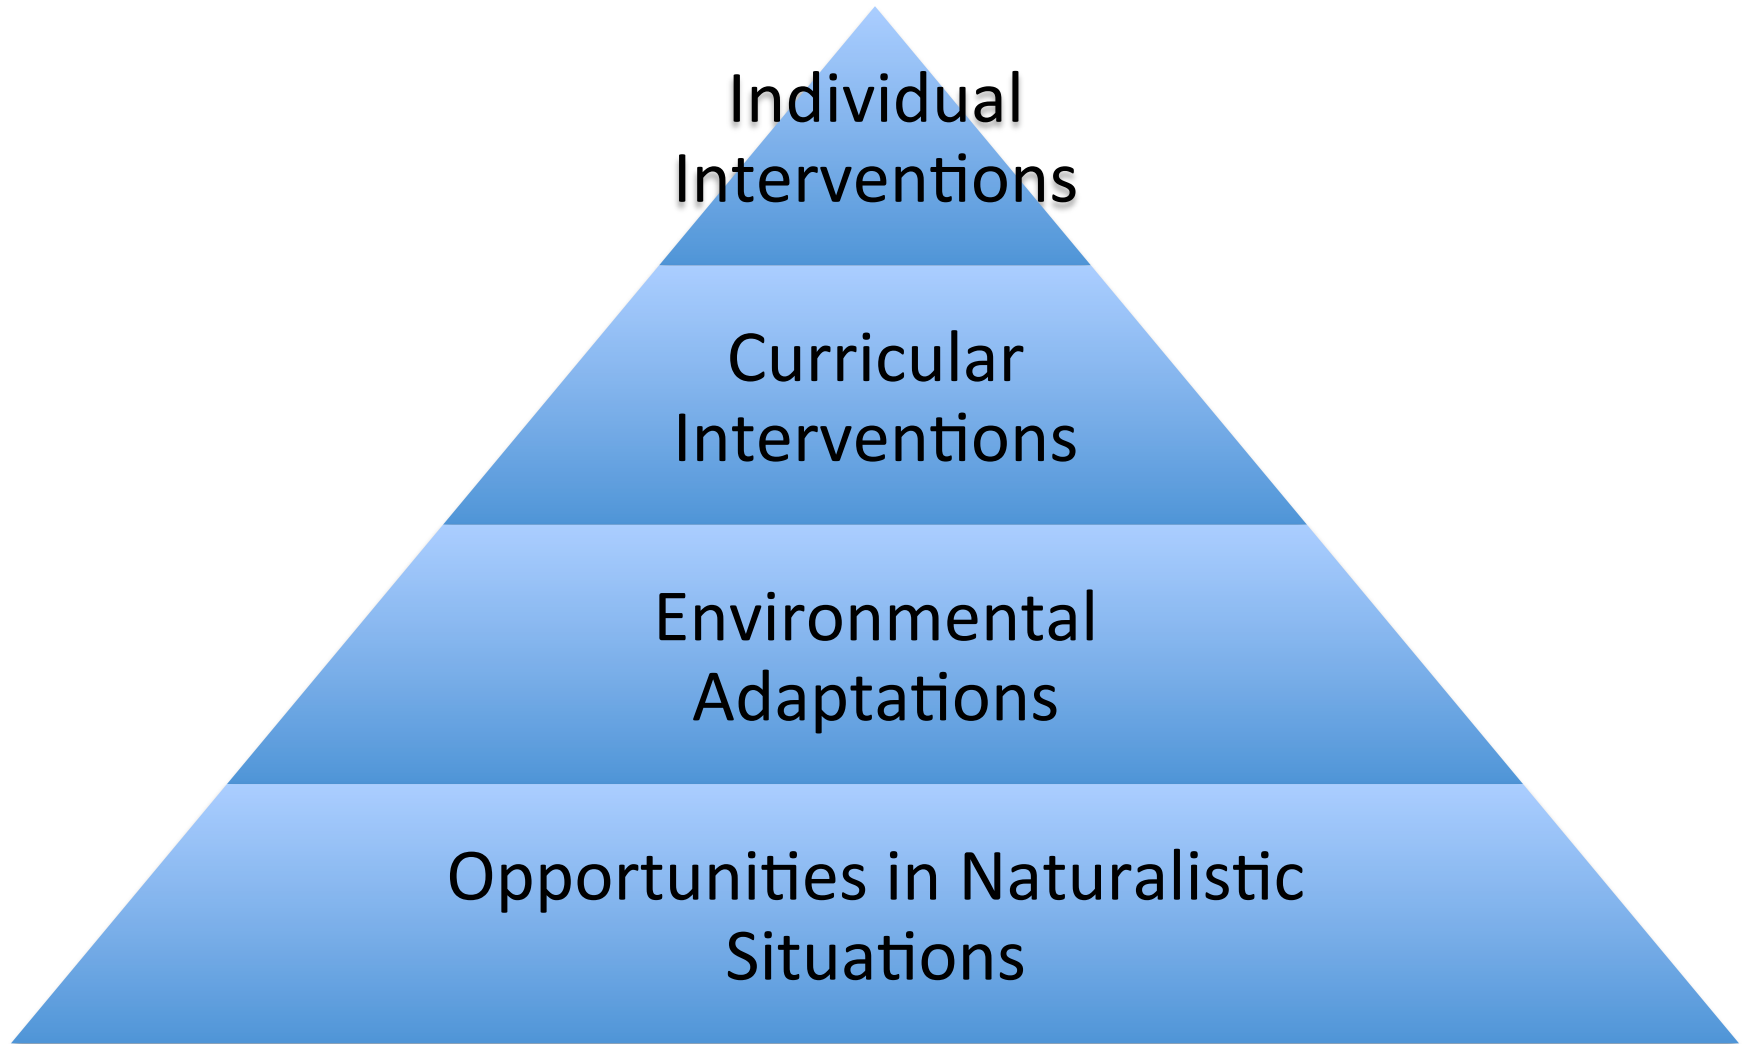 Individual
Interventions
Curricular
Interventions
Environmental
Adaptations
Opportunities in Naturalistic
Situations